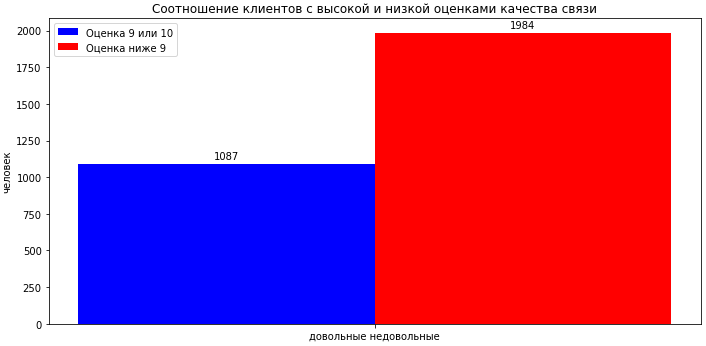 Соотношение клиентов с высокой и низкой оценками качества связи
Оценка 9 или 10
Оценка ниже 9
1984
1087
2000
1750
1500
1250
1000
750
500
250
0
человек
довольные недовольные